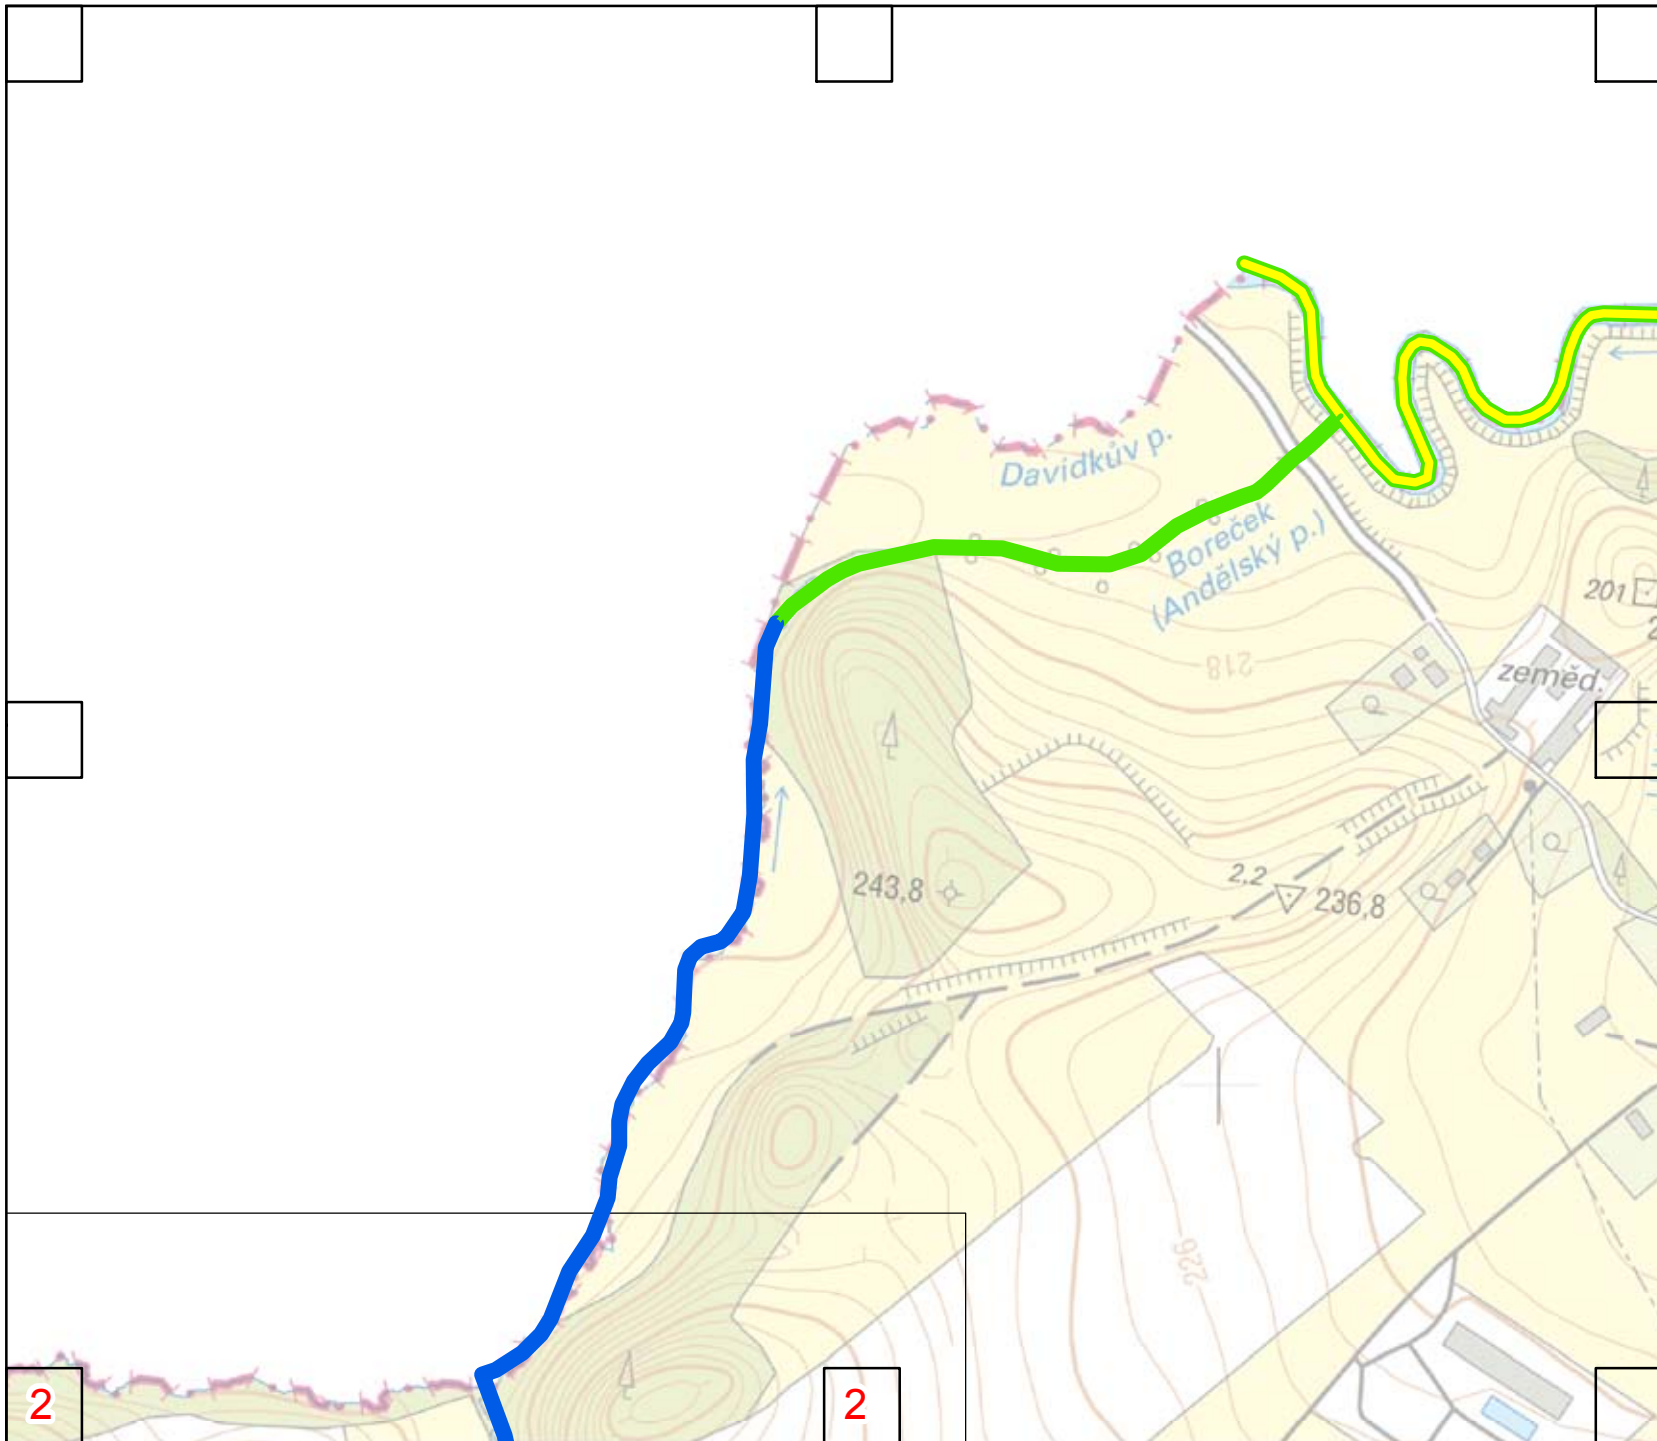 Davidkův p.
Boreček
(Andělský p.)
201
218
zeměd.
243,8
2.2
236,8
226
2
2